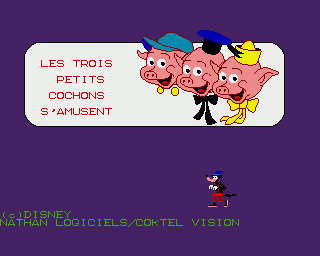 LES TROIS
PETITS
COCHONS
S'AMUSENT
(c)DISNEY
NATHAN LOGICIELS/COKTEL VISION